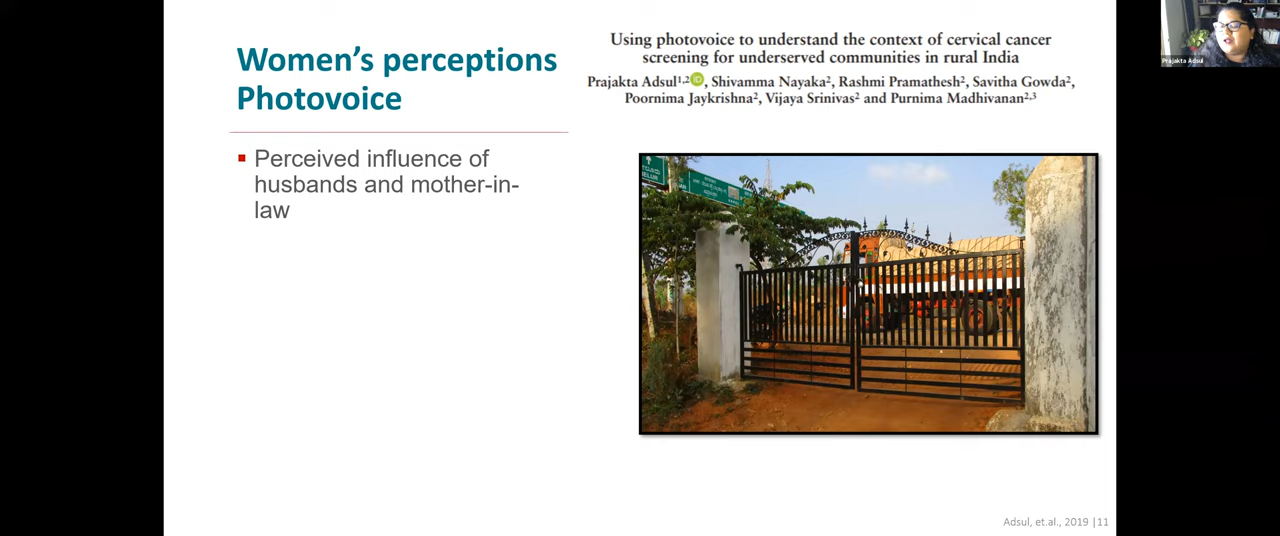 Women’s perceptions
Photovoice
▪ Perceived influence of
husbands and mother-in-
law
Using photovoice to understand the context of cervical cancer
screening for underserved communities in rural India
Prajakta Adsul1,2 iD, Shivamma Nayaka2, Rashmi Pramathesh2, Savitha Gowda2,
Poornima Jaykrishna2, Vijaya Srinivas2 and Purnima Madhivanan2,3
Adsul, et.al., 2019 |11
Prajakta Adsul